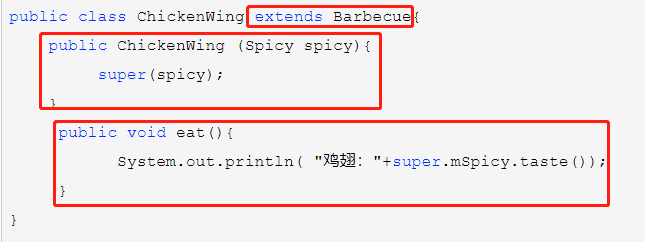 public class ChickenWing extends Barbecue{
public ChickenWing (Spicy spicy){
super(spicy);
}
public void eat(){
System.out.println( "鸡翅："+super.mSpicy.taste());
}
}